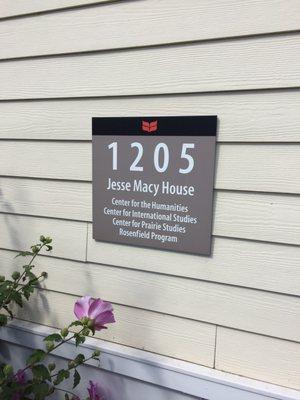 1205
Jesse Macy House
Center for the Humanities
Center for International Studies
Center for Prairie Studies
Rosenfield Program